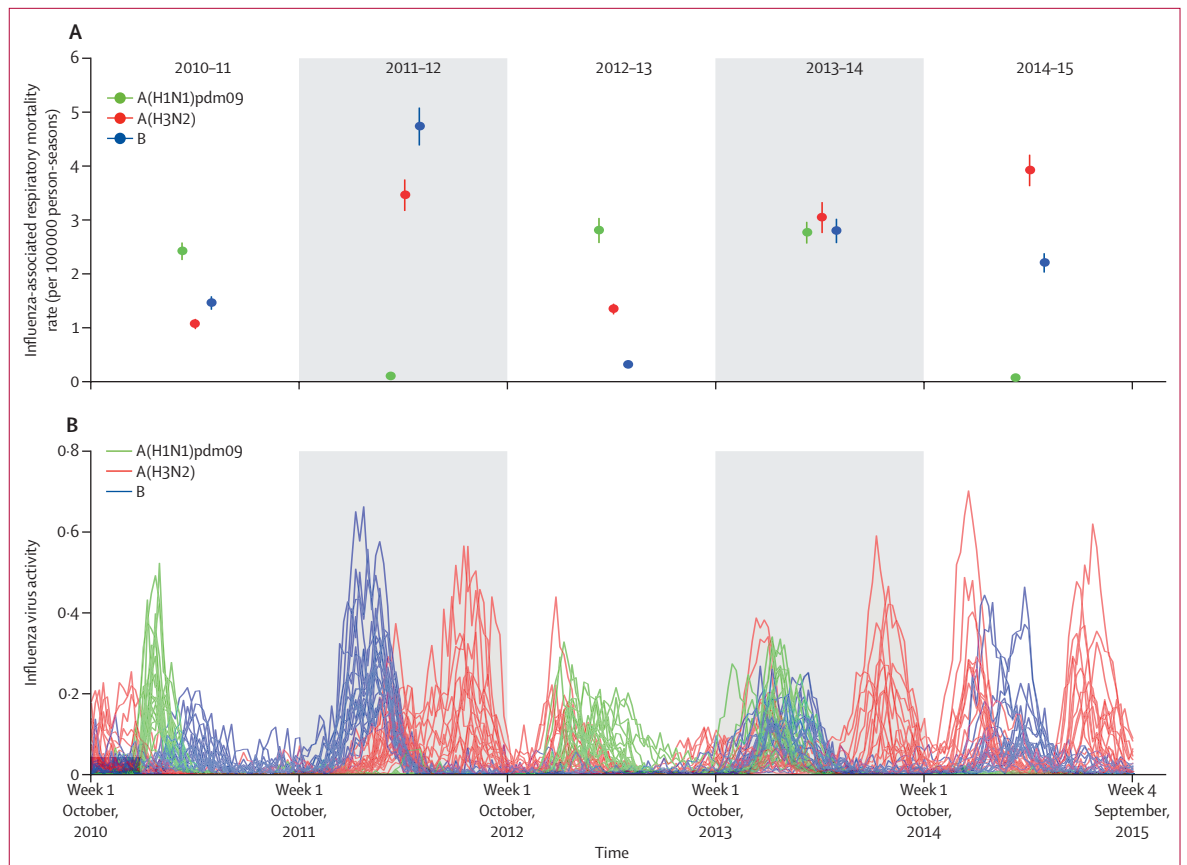 A
6
5
4
3
2
1
0
Influenza-associated respiratory mortality
rate (per 100 000 person-seasons)
2010–11
2011–12
2012–13
2013–14
2014–15
A(H1N1)pdm09
A(H3N2)
B
B
0·8
0·6
0·4
0·2
0
Influenza virus activity
A(H1N1)pdm09
A(H3N2)
B
Week 1
October,
2010
Week 1
October,
2011
Week 1
October,
2012
Week 1
October,
2013
Week 1
October,
2014
Week 4
September,
2015
Time